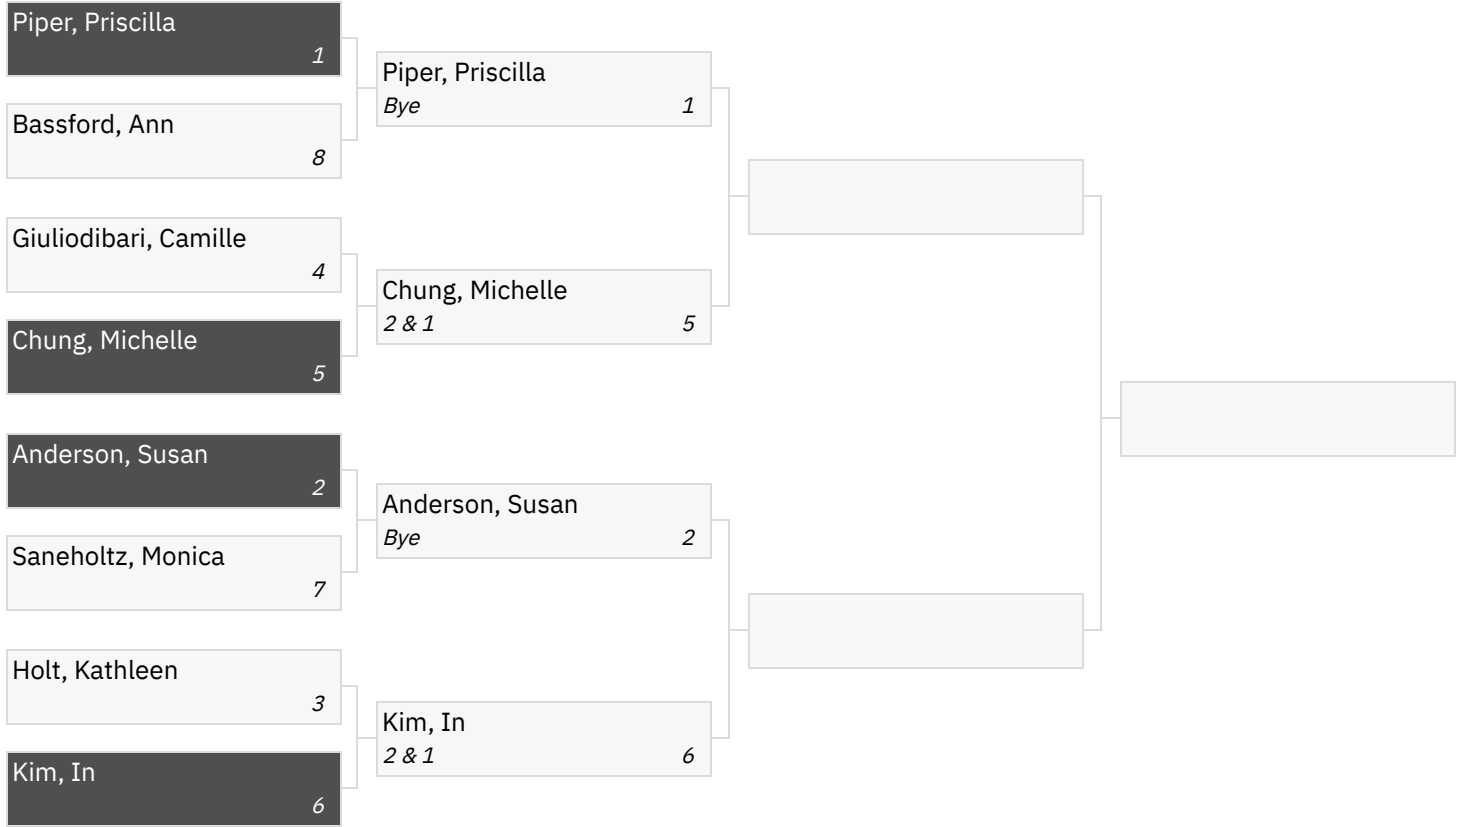 Piper, Priscilla
1
Bassford, Ann
8
Giuliodibari, Camille
4
Chung, Michelle
5
Anderson, Susan
2
Saneholtz, Monica
7
Holt, Kathleen
3
Kim, In
6
Piper, Priscilla
Bye 1
Chung, Michelle
2 & 1 5
Anderson, Susan
Bye 2
Kim, In
2 & 1 6